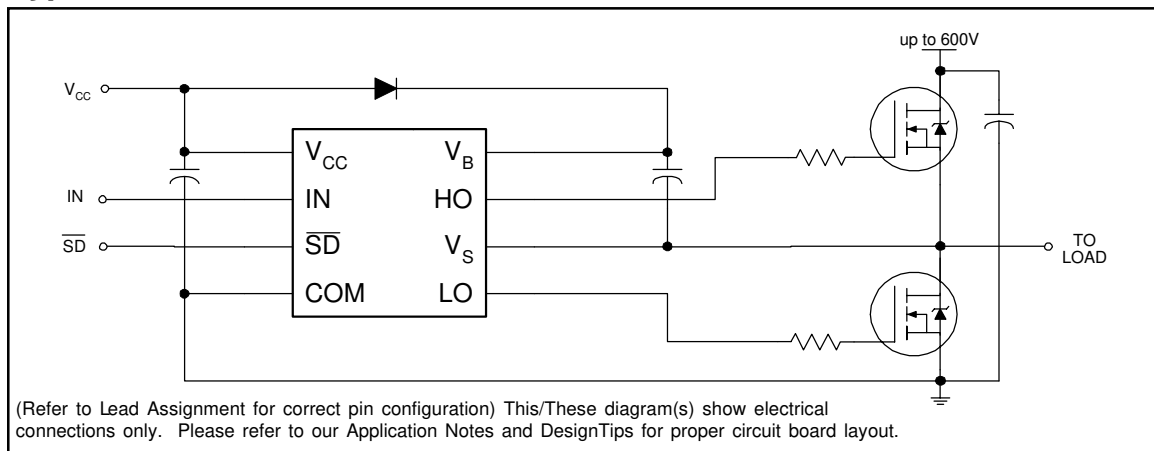 up to 600V
VCC
VCC VB
IN IN HO
SD SD VS TO
LOAD
COM LO
(Refer to Lead Assignment for correct pin configuration) This/These diagram(s) show electrical
connections only. Please refer to our Application Notes and DesignTips for proper circuit board layout.